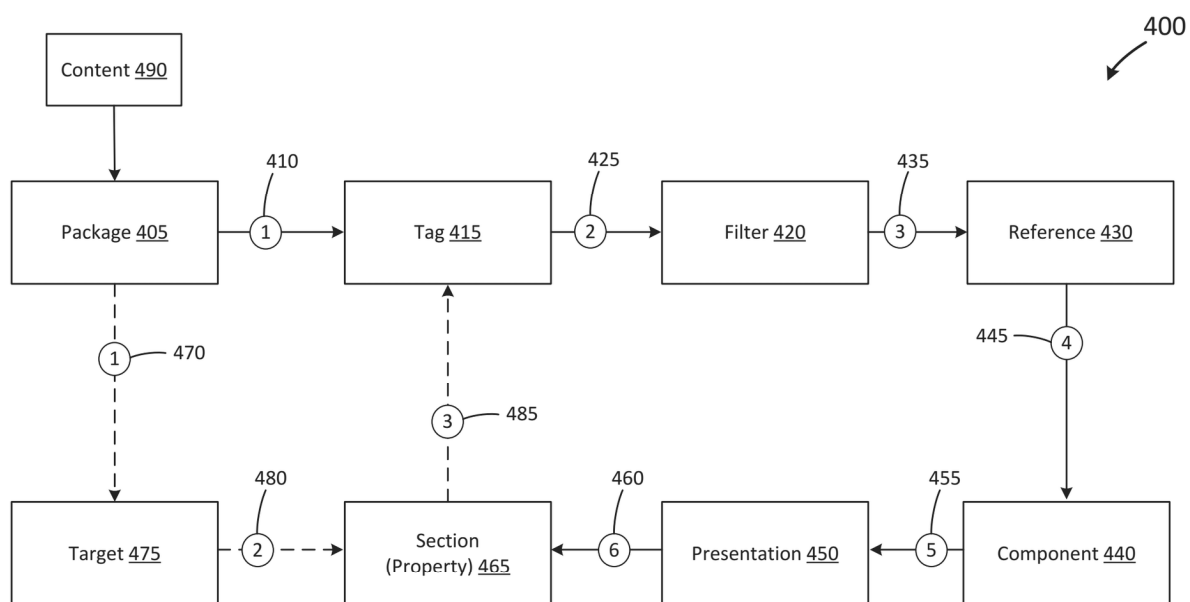 400
Content 490
410
425
435
Package 405
1
Tag 415
2
Filter 420
3
Reference 430
1
470
445
4
3
485
480
460
455
Target 475
2
Section
(Property) 465
6
Presentation 450
5
Component 440